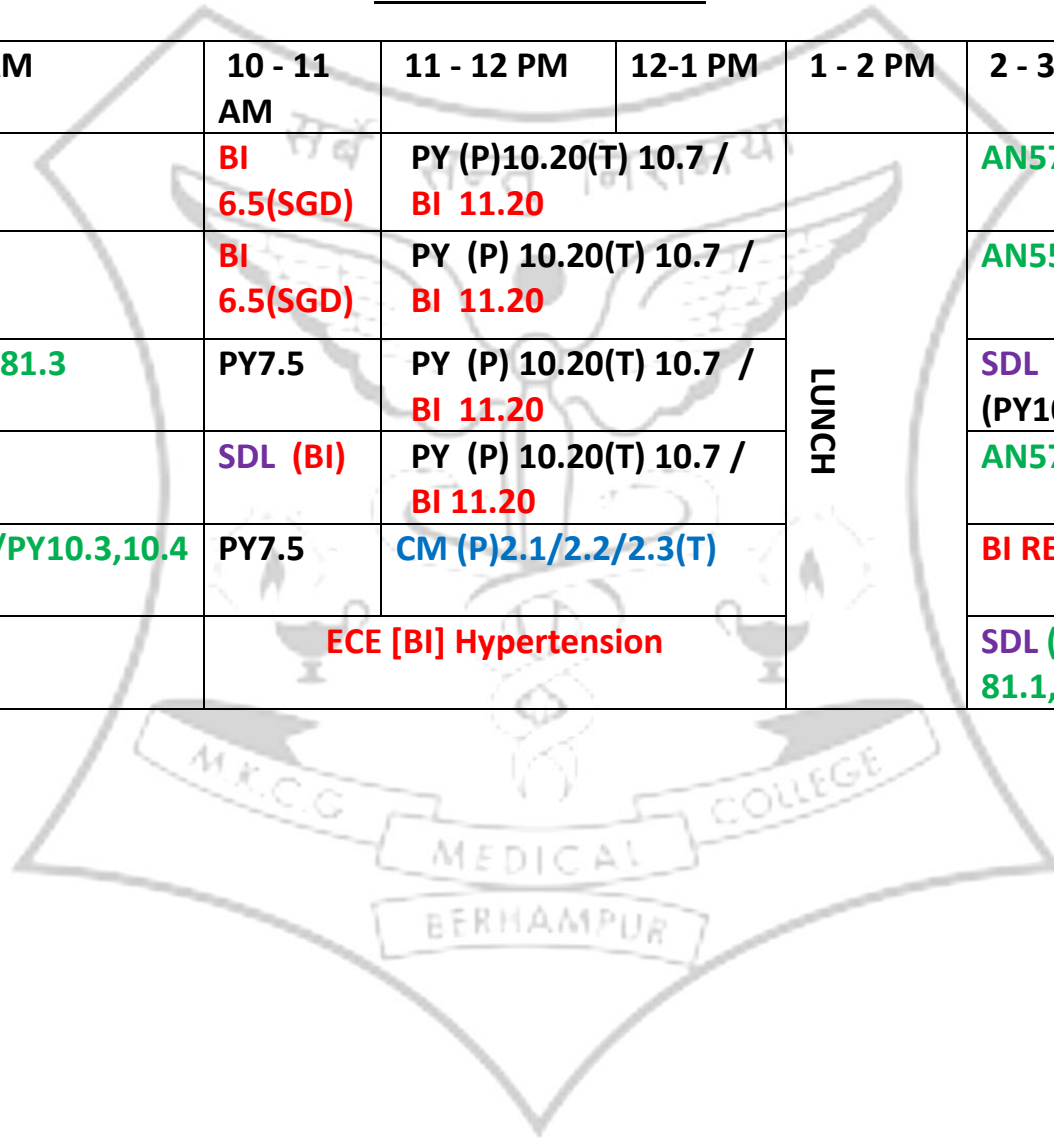 M
10 - 11
AM
11 - 12 PM
12-1 PM
1 - 2 PM
2 - 3
BI
6.5(SGD)
PY (P)10.20(T) 10.7 /
BI 11.20
LUNCH
AN57
BI
6.5(SGD)
PY (P) 10.20(T) 10.7 /
BI 11.20
AN55
81.3
PY7.5
PY (P) 10.20(T) 10.7 /
BI 11.20
SDL
(PY10
SDL (BI)
PY (P) 10.20(T) 10.7 /
BI 11.20
AN57
/PY10.3,10.4
PY7.5
CM (P)2.1/2.2/2.3(T)
BI RE
ECE [BI] Hypertension
SDL (
81.1,
सर्वे सन्तु निरामया
M.K.C.G
MEDICAL
COLLEGE
BERHAMPUR